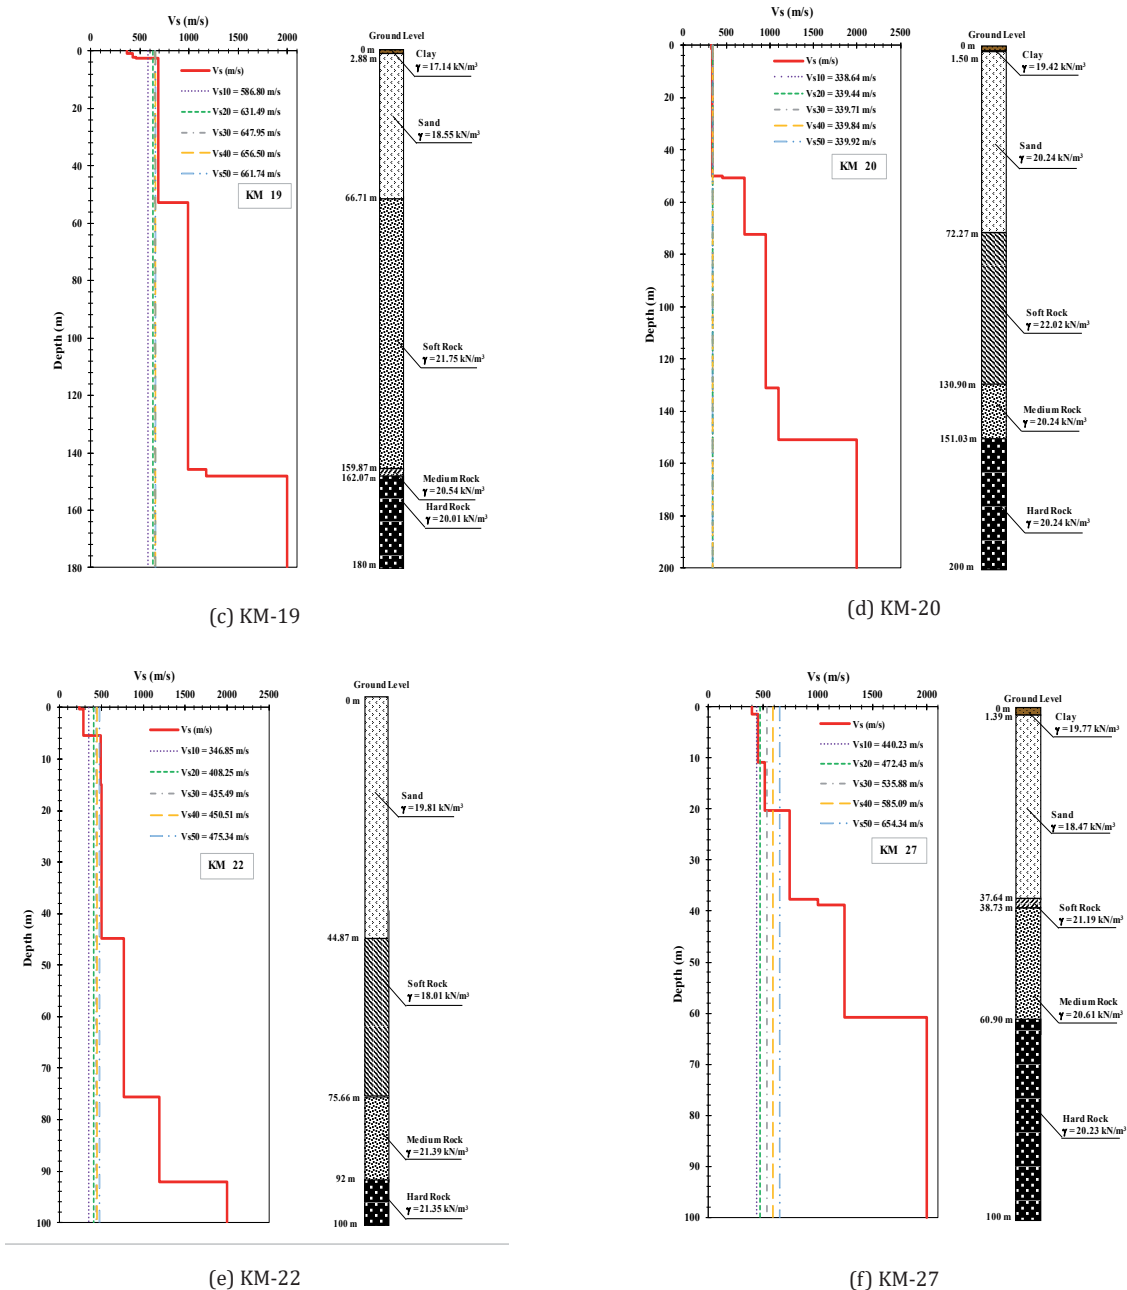 Vs (m/s)
0 500 1000 1500 2000
0
20
40
60
80
100
120
140
160
180
Depth (m)
Vs (m/s)
Vs10 = 586.80 m/s
Vs20 = 631.49 m/s
Vs30 = 647.95 m/s
Vs40 = 656.50 m/s
Vs50 = 661.74 m/s
KM 19
Ground Level
0 m
2.88 m
66.71 m
159.87 m
162.07 m
180 m
Clay
γ = 17.14 kN/m³
Sand
γ = 18.55 kN/m³
Soft Rock
γ = 21.75 kN/m³
Medium Rock
γ = 20.54 kN/m³
Hard Rock
γ = 20.01 kN/m³
(c) KM-19
Vs (m/s)
0 500 1000 1500 2000 2500
0
20
40
60
80
100
120
140
160
180
200
Depth (m)
Vs (m/s)
Vs10 = 338.64 m/s
Vs20 = 339.44 m/s
Vs30 = 339.71 m/s
Vs40 = 339.84 m/s
Vs50 = 339.92 m/s
KM 20
Ground Level
0 m
1.50 m
72.27 m
130.90 m
151.03 m
200 m
Clay
γ = 19.42 kN/m³
Sand
γ = 20.24 kN/m³
Soft Rock
γ = 22.02 kN/m³
Medium Rock
γ = 20.24 kN/m³
Hard Rock
γ = 20.24 kN/m³
(d) KM-20
Vs (m/s)
0 500 1000 1500 2000 2500
0
10
20
30
40
50
60
70
80
90
100
Depth (m)
Vs (m/s)
Vs10 = 346.85 m/s
Vs20 = 408.25 m/s
Vs30 = 435.49 m/s
Vs40 = 450.51 m/s
Vs50 = 475.34 m/s
KM 22
Ground Level
0 m
44.87 m
75.66 m
92 m
100 m
Sand
γ = 19.81 kN/m³
Soft Rock
γ = 18.01 kN/m³
Medium Rock
γ = 21.39 kN/m³
Hard Rock
γ = 21.35 kN/m³
(e) KM-22
Vs (m/s)
0 500 1000 1500 2000
0
10
20
30
40
50
60
70
80
90
100
Depth (m)
Vs (m/s)
Vs10 = 440.23 m/s
Vs20 = 472.43 m/s
Vs30 = 535.88 m/s
Vs40 = 585.09 m/s
Vs50 = 654.34 m/s
KM 27
Ground Level
0 m
1.39 m
37.64 m
38.73 m
60.90 m
100 m
Clay
γ = 19.77 kN/m³
Sand
γ = 18.47 kN/m³
Soft Rock
γ = 21.19 kN/m³
Medium Rock
γ = 20.61 kN/m³
Hard Rock
γ = 20.23 kN/m³
(f) KM-27